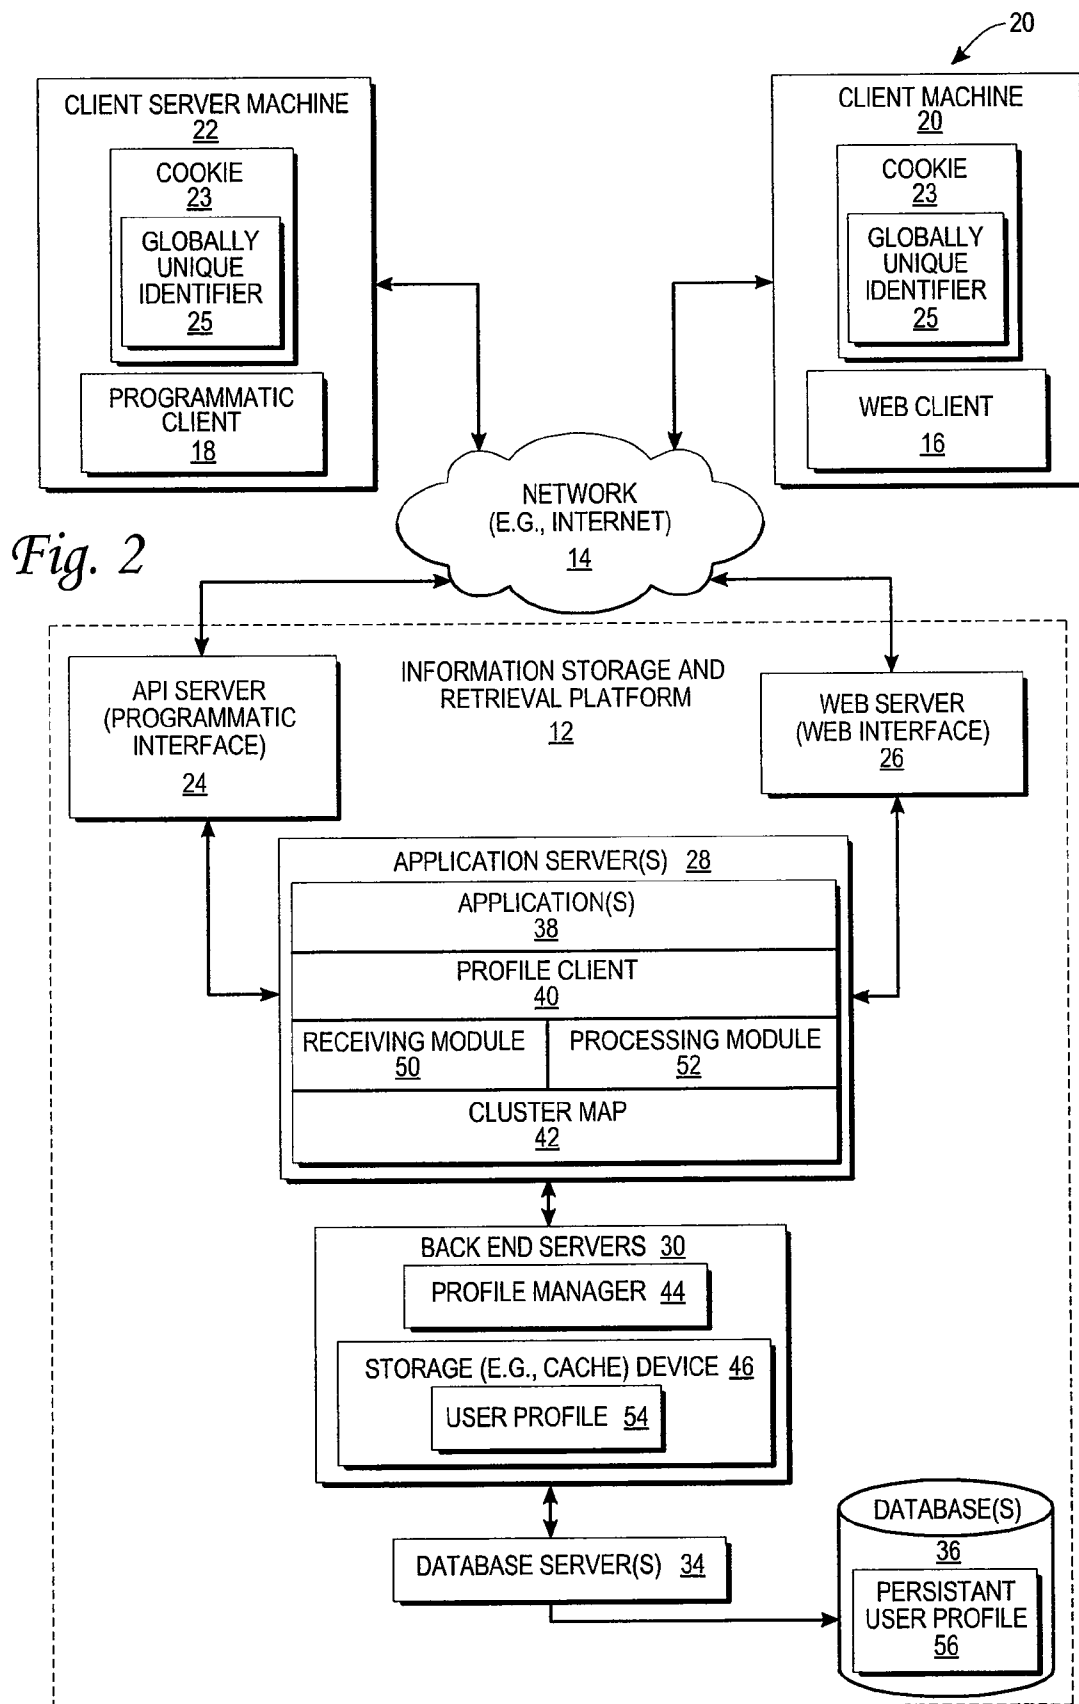 20
CLIENT SERVER MACHINE
22
COOKIE
23
GLOBALLY
UNIQUE
IDENTIFIER
25
PROGRAMMATIC
CLIENT
18
CLIENT MACHINE
20
COOKIE
23
GLOBALLY
UNIQUE
IDENTIFIER
25
WEB CLIENT
16
NETWORK
(E.G., INTERNET)
14
Fig. 2
API SERVER
(PROGRAMMATIC
INTERFACE)
24
INFORMATION STORAGE AND
RETRIEVAL PLATFORM
12
WEB SERVER
(WEB INTERFACE)
26
APPLICATION SERVER(S) 28
APPLICATION(S)
38
PROFILE CLIENT
40
RECEIVING MODULE
50
PROCESSING MODULE
52
CLUSTER MAP
42
BACK END SERVERS 30
PROFILE MANAGER 44
STORAGE (E.G., CACHE) DEVICE 46
USER PROFILE 54
DATABASE SERVER(S) 34
DATABASE(S)
36
PERSISTANT
USER PROFILE
56